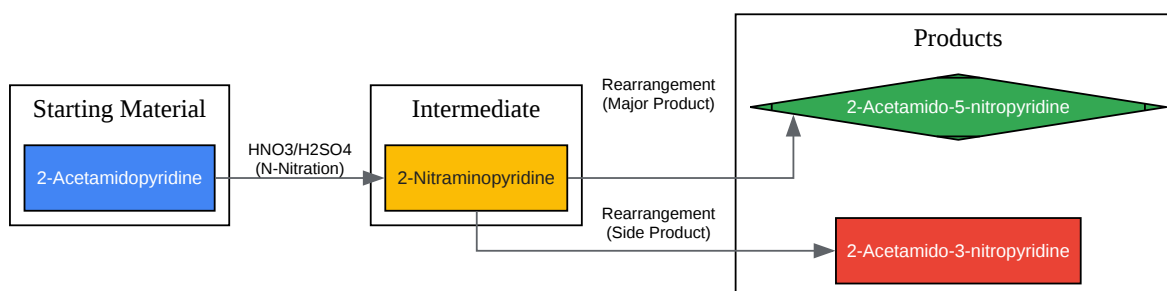 Products
Starting Material
Intermediate
Rearrangement
(Major Product)
2-Acetamido-5-nitropyridine
HNO3/H2SO4
(N-Nitration)
2-Acetamidopyridine
2-Nitraminopyridine
Rearrangement
(Side Product)
2-Acetamido-3-nitropyridine